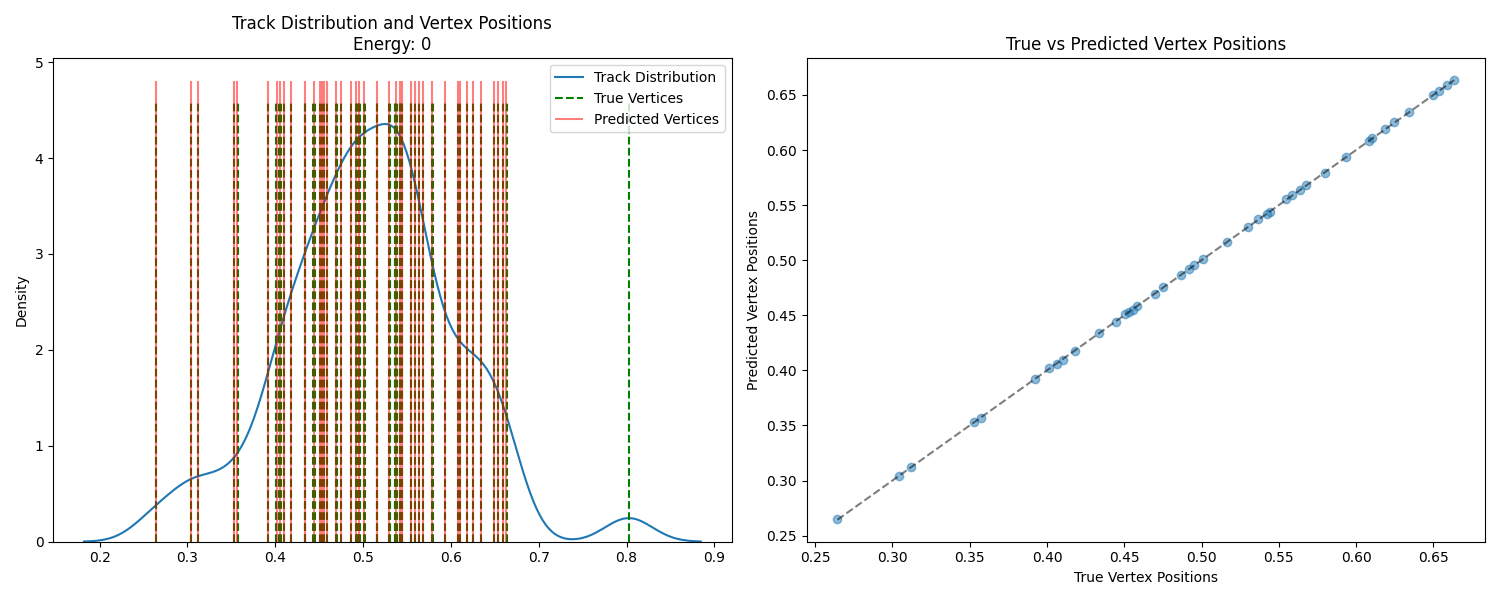 Track Distribution and Vertex Positions
Energy: 0
Density
5
4
3
2
1
0
0.2 0.3 0.4 0.5 0.6 0.7 0.8 0.9
Track Distribution
True Vertices
Predicted Vertices
True vs Predicted Vertex Positions
Predicted Vertex Positions
0.65
0.60
0.55
0.50
0.45
0.40
0.35
0.30
0.25
0.25 0.30 0.35 0.40 0.45 0.50 0.55 0.60 0.65
True Vertex Positions